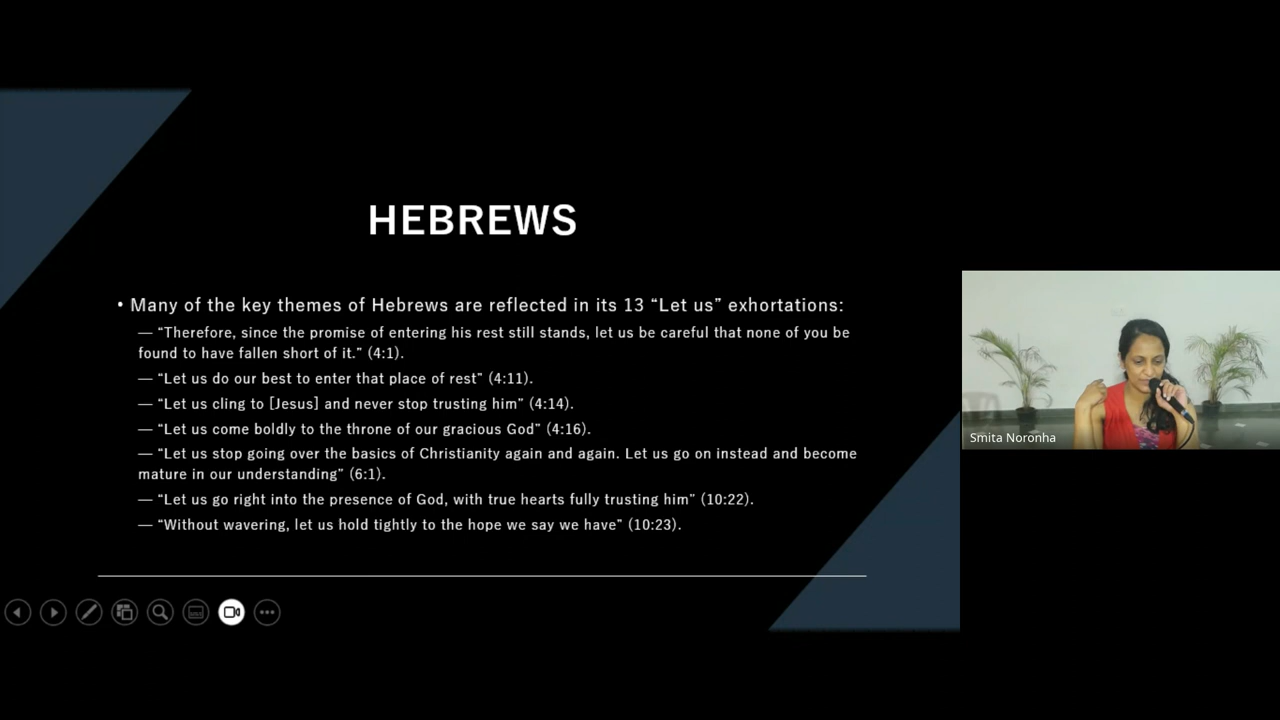 HEBREWS
• Many of the key themes of Hebrews are reflected in its 13 “Let us” exhortations:
— “Therefore, since the promise of entering his rest still stands, let us be careful that none of you be
found to have fallen short of it.” (4:1).
— “Let us do our best to enter that place of rest” (4:11).
— “Let us cling to [Jesus] and never stop trusting him” (4:14).
— “Let us come boldly to the throne of our gracious God” (4:16).
— “Let us stop going over the basics of Christianity again and again. Let us go on instead and become
mature in our understanding” (6:1).
— “Let us go right into the presence of God, with true hearts fully trusting him” (10:22).
— “Without wavering, let us hold tightly to the hope we say we have” (10:23).
Smita Noronha